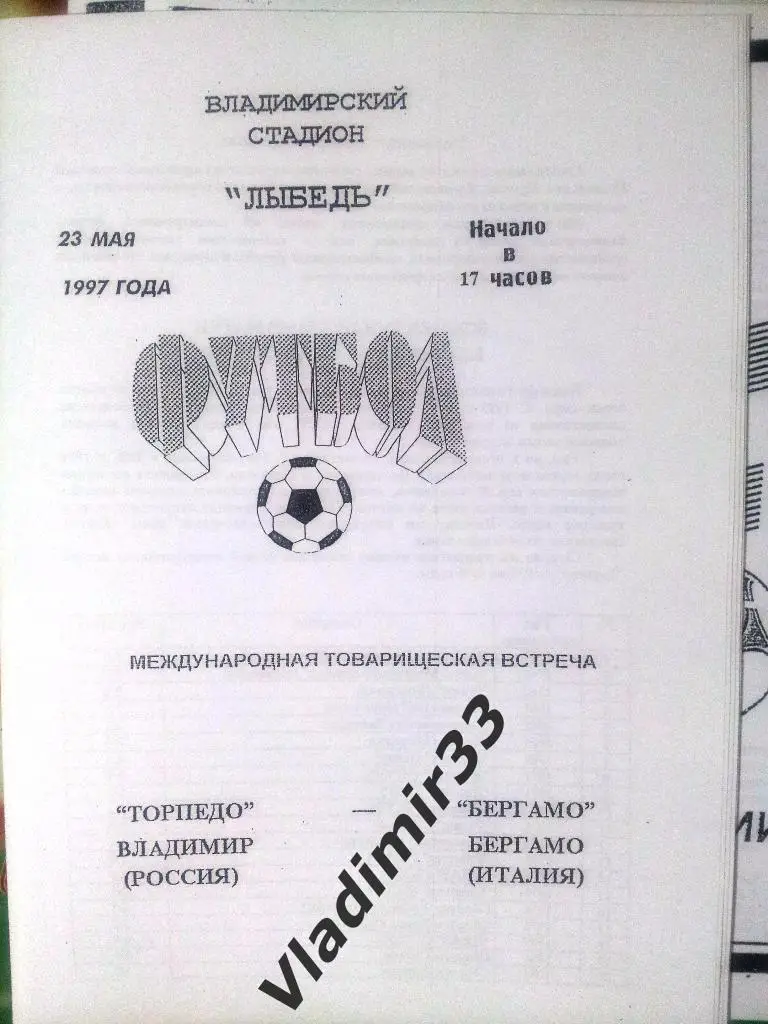 ВЛАДИМИРСКИЙ
СТАДИОН
"ЛЫБЕДЬ"
23 МАЯ
1997 ГОДА
Начало
в
17 часов
ФУТБОЛ
МЕЖДУНАРОДНАЯ ТОВАРИЩЕСКАЯ ВСТРЕЧА
"ТОРПЕДО" — "БЕРГАМО"
ВЛАДИМИР БЕРГАМО
(РОССИЯ) (ИТАЛИЯ)
Vladimir33